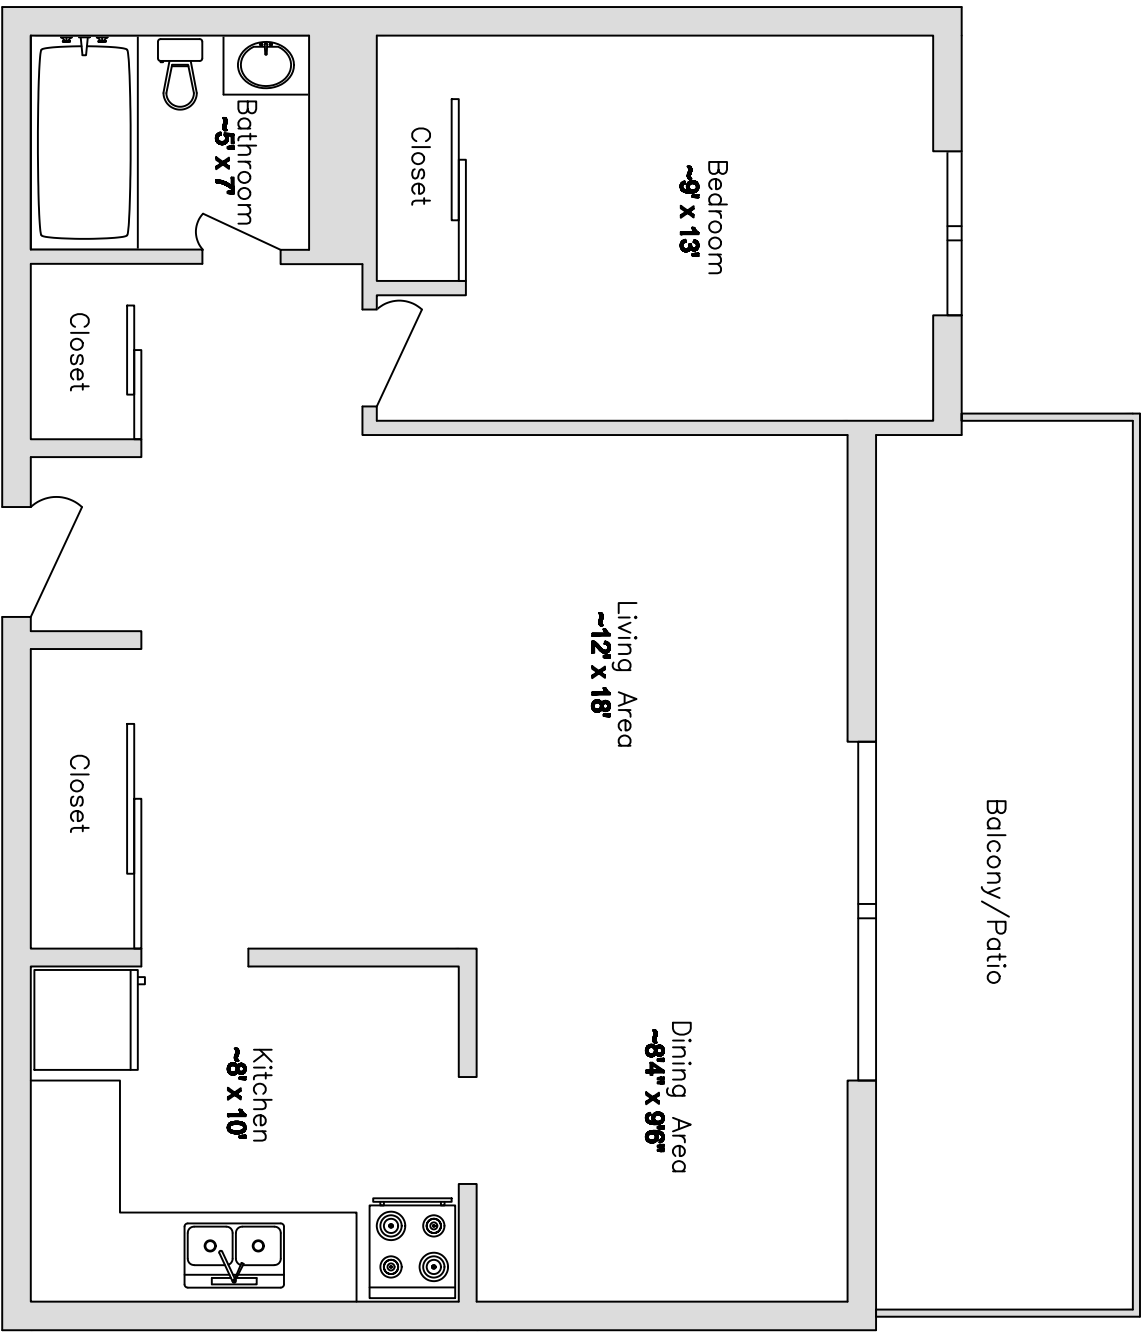 Bathroom
~5' x 7'
Closet
Bedroom
~9' x 13'
Closet
Living Area
~12' x 18'
Closet
Balcony/Patio
Kitchen
~8' x 10'
Dining Area
~8'4" x 9'6"